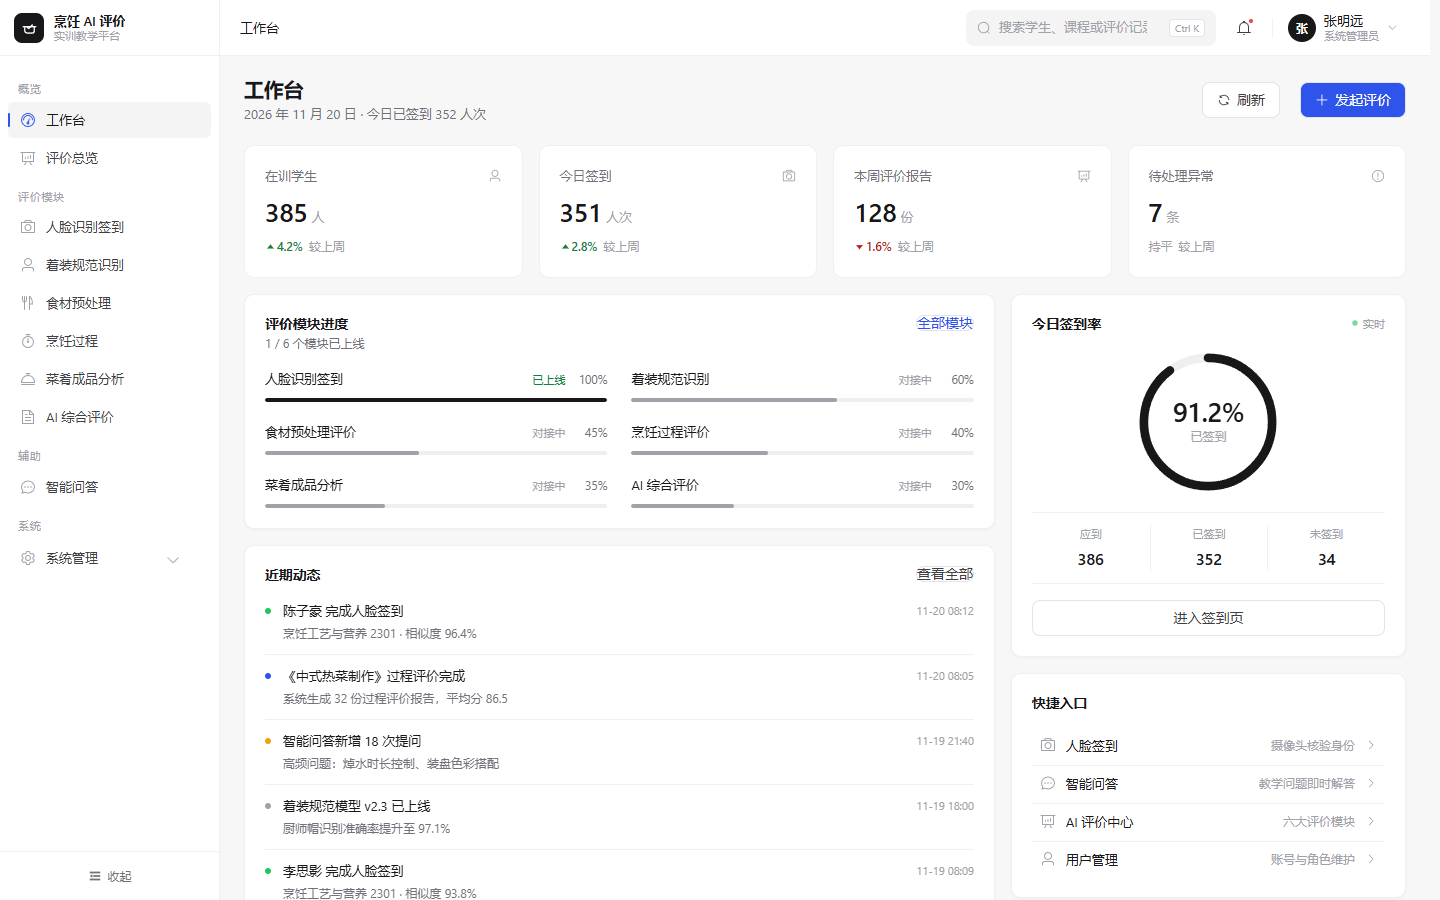 烹饪 AI 评价
实训教学平台
工作台
搜索学生、课程或评价记录
Ctrl K
张
张明远
系统管理员
概览
工作台
评价总览
评价模块
人脸识别签到
着装规范识别
食材预处理
烹饪过程
菜肴成品分析
AI 综合评价
辅助
智能问答
系统
系统管理
收起
工作台
2026 年 11 月 20 日 · 今日已签到 352 人次
刷新
发起评价
在训学生
385 人
4.2% 较上周
今日签到
351 人次
2.8% 较上周
本周评价报告
128 份
1.6% 较上周
待处理异常
7 条
持平 较上周
评价模块进度
全部模块
1 / 6 个模块已上线
人脸识别签到 已上线 100%
着装规范识别 对接中 60%
食材预处理评价 对接中 45%
烹饪过程评价 对接中 40%
菜肴成品分析 对接中 35%
AI 综合评价 对接中 30%
今日签到率
实时
91.2%
已签到
应到
386
已签到
352
未签到
34
进入签到页
近期动态
查看全部
陈子豪 完成人脸签到
11-20 08:12
烹饪工艺与营养 2301 · 相似度 96.4%
《中式热菜制作》过程评价完成
11-20 08:05
系统生成 32 份过程评价报告，平均分 86.5
智能问答新增 18 次提问
11-19 21:40
高频问题：焯水时长控制、装盘色彩搭配
着装规范模型 v2.3 已上线
11-19 18:00
厨师帽识别准确率提升至 97.1%
李思影 完成人脸签到
11-19 08:09
烹饪工艺与营养 2301 · 相似度 93.8%
快捷入口
人脸签到 摄像头核验身份
智能问答 教学问题即时解答
AI 评价中心 六大评价模块
用户管理 账号与角色维护